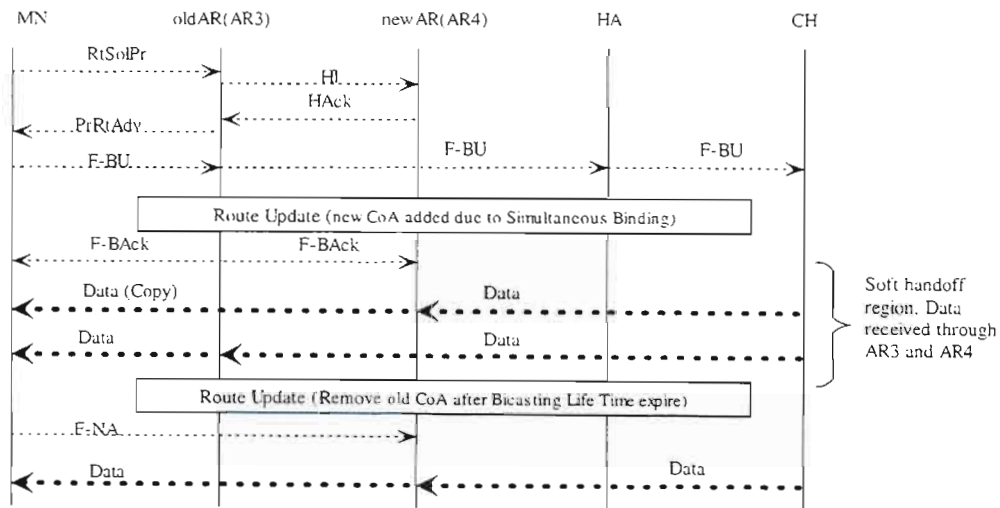 MN oldAR(AR3) newAR(AR4) HA CH
RtSolPr
HI
HAck
PrRtAdv
F-BU F-BU F-BU
Route Update (new CoA added due to Simultaneous Binding)
F-BAck F-BAck
Data (Copy) Data
Data Data
Soft handoff
region. Data
received through
AR3 and AR4
Route Update (Remove old CoA after Bicasting Life Time expire)
F-NA
Data Data